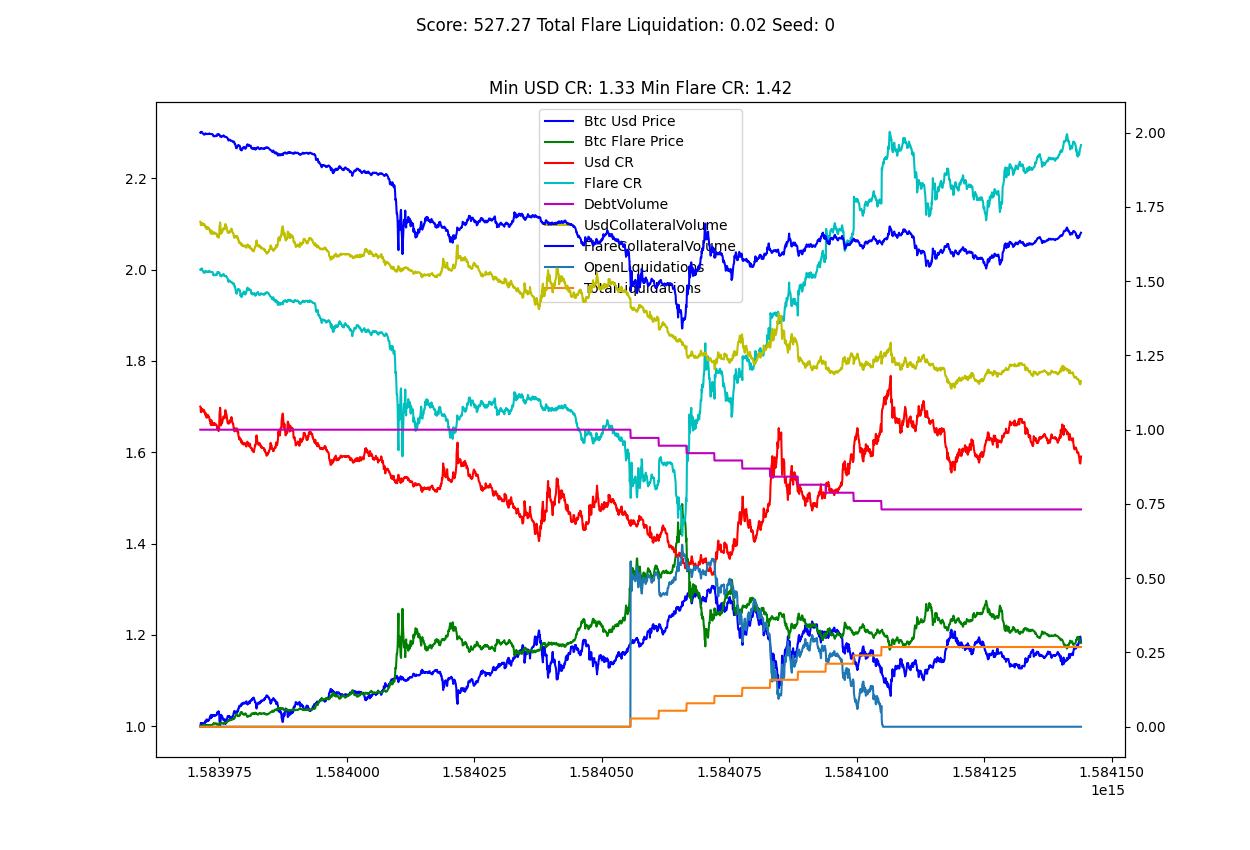 Score: 527.27 Total Flare Liquidation: 0.02 Seed: 0
Min USD CR: 1.33 Min Flare CR: 1.42
Btc Usd Price
Btc Flare Price
Usd CR
Flare CR
DebtVolume
UsdCollateralVolume
FlareCollateralVolume
OpenLiquidations
TotalLiquidations
2.2
2.0
1.8
1.6
1.4
1.2
1.0
2.00
1.75
1.50
1.25
1.00
0.75
0.50
0.25
0.00
1.583975 1.584000 1.584025 1.584050 1.584075 1.584100 1.584125 1.584150
1e15